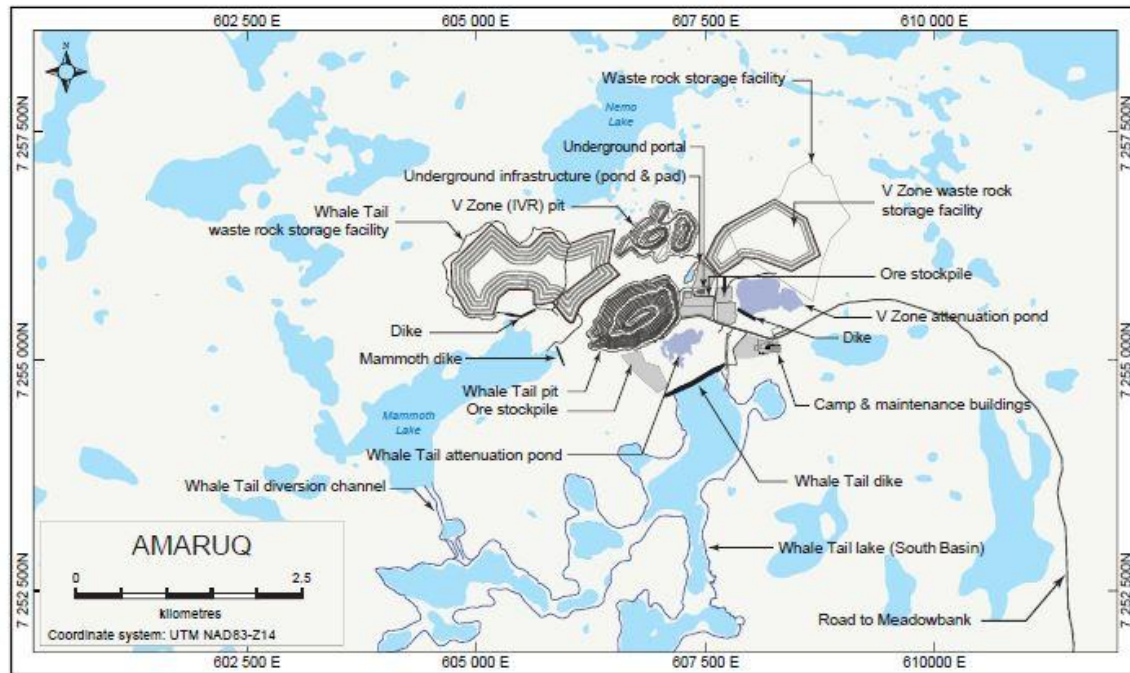 602 500 E
605 000 E
607 500 E
610 000 E
N
Waste rock storage facility
Nemo
Lake
7 257 500N
7 257 500N
Underground portal
Underground infrastructure (pond & pad)
V Zone (IVR) pit
V Zone waste rock
storage facility
Whale Tail
waste rock storage facility
Ore stockpile
V Zone attenuation pond
Dike
Dike
Mammoth dike
7 255 000N
7 255 000N
Whale Tail pit
Ore stockpile
Camp & maintenance buildings
Mammoth
Lake
Whale Tail attenuation pond
Whale Tail dike
Whale Tail diversion channel
AMARUQ
Whale Tail lake (South Basin)
0
2.5
kilometres
7 252 500N
7 252 500N
Road to Meadowbank
Coordinate system: UTM NAD83-Z14
602 500 E
605 000 E
607 500 E
610000 E